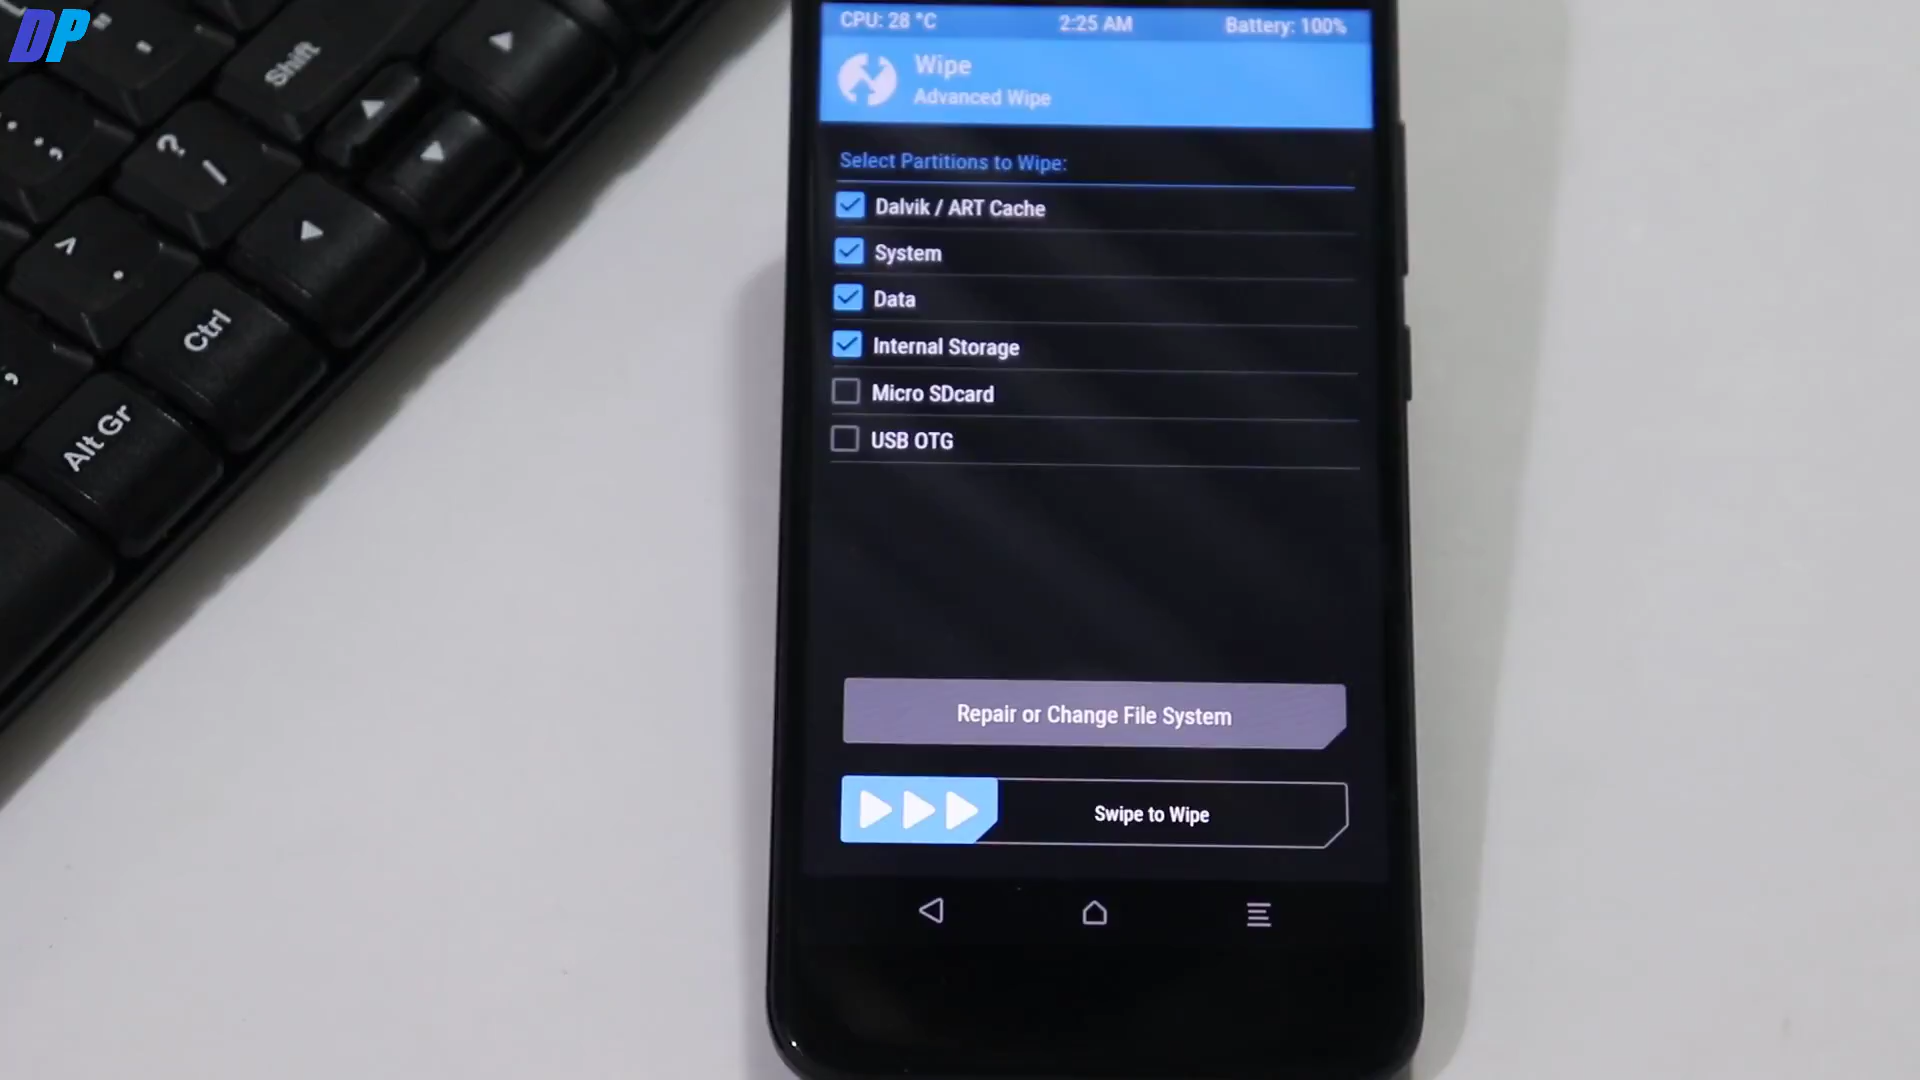 DP
Shift
?
/
"
;
>
.
Ctrl
Alt Gr
CPU: 28 °C
2:25 AM
Battery: 100%
Wipe
Advanced Wipe
Select Partitions to Wipe:
Dalvik / ART Cache
System
Data
Internal Storage
Micro SDcard
USB OTG
Repair or Change File System
Swipe to Wipe